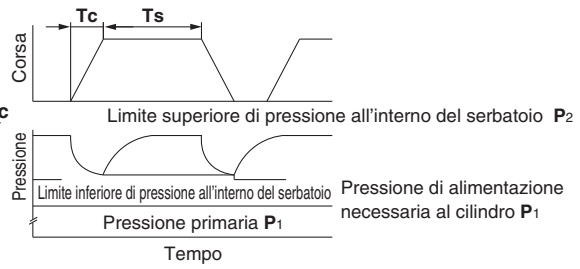 Tc Ts
Corsa
c
Limite superiore di pressione all'interno del serbatoio P2
Pressione
Limite inferiore di pressione all'interno del serbatoio
Pressione di alimentazione
necessaria al cilindro P1
Pressione primaria P1
Tempo